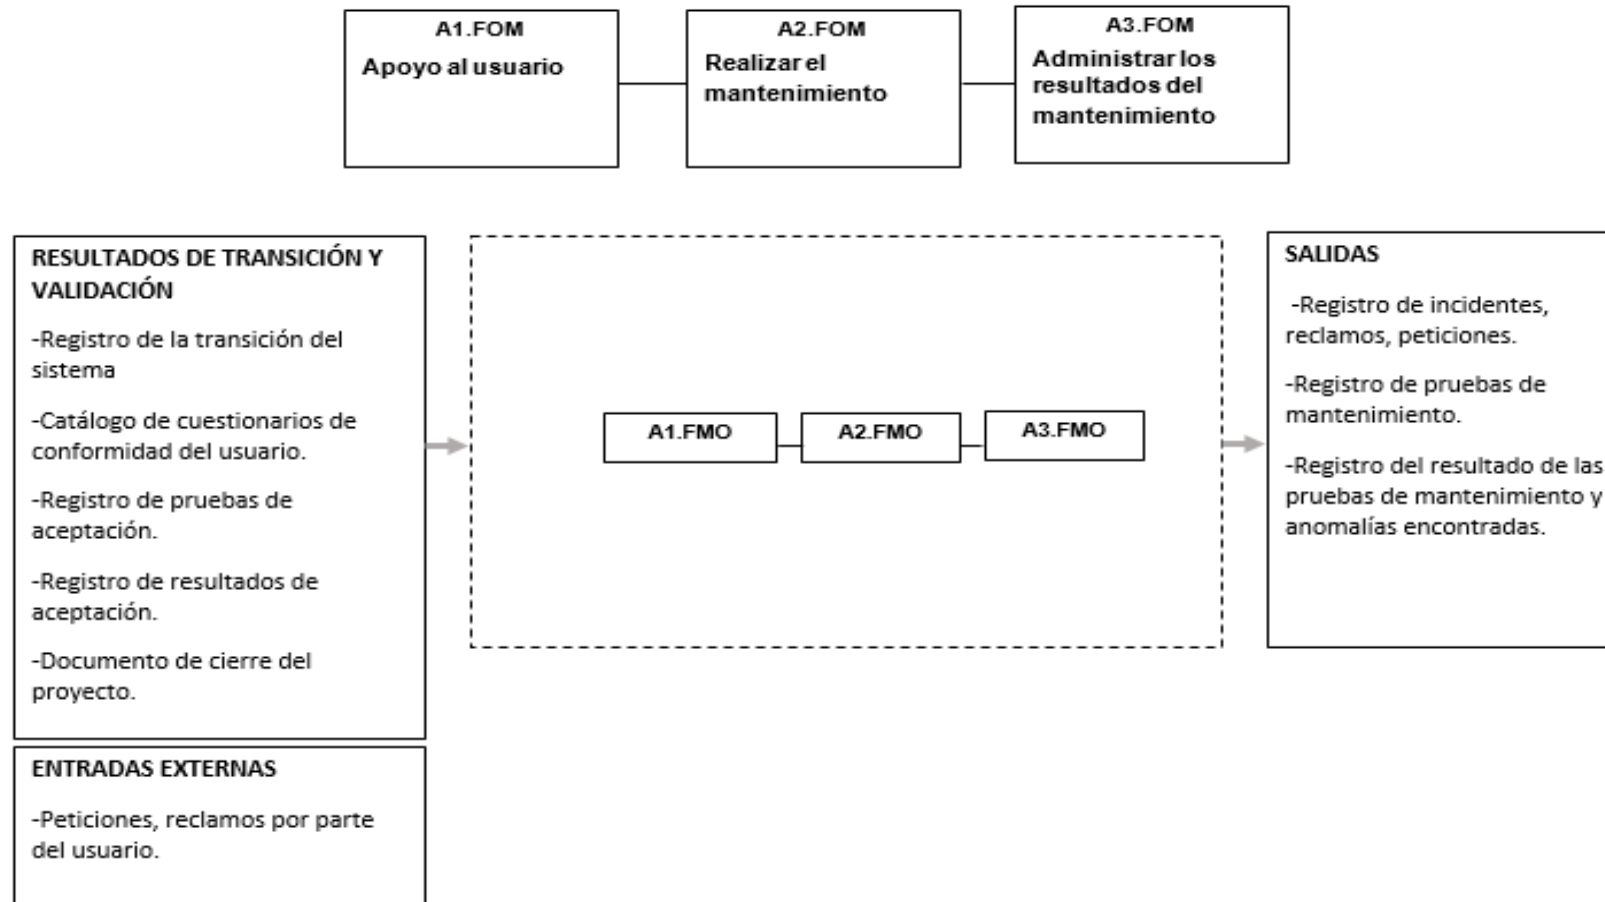 A1.FOM
Apoyo al usuario
A2.FOM
Realizar el
mantenimiento
A3.FOM
Administrar los
resultados del
mantenimiento
RESULTADOS DE TRANSICIÓN Y
VALIDACIÓN
-Registro de la transición del
sistema
-Catálogo de cuestionarios de
conformidad del usuario.
-Registro de pruebas de
aceptación.
-Registro de resultados de
aceptación.
-Documento de cierre del
proyecto.
ENTRADAS EXTERNAS
-Peticiones, reclamos por parte
del usuario.
A1.FMO
A2.FMO
A3.FMO
SALIDAS
-Registro de incidentes,
reclamos, peticiones.
-Registro de pruebas de
mantenimiento.
-Registro del resultado de las
pruebas de mantenimiento y
anomalías encontradas.